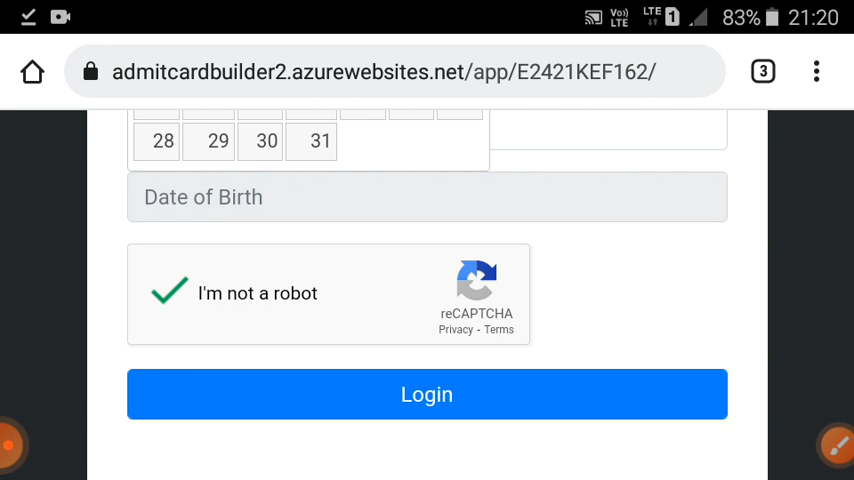 Vo) LTE LTE 1 83% 21:20
admitcardbuilder2.azurewebsites.net/app/E2421KEF162/ 3
28 29 30 31
Date of Birth
I'm not a robot
reCAPTCHA
Privacy - Terms
Login